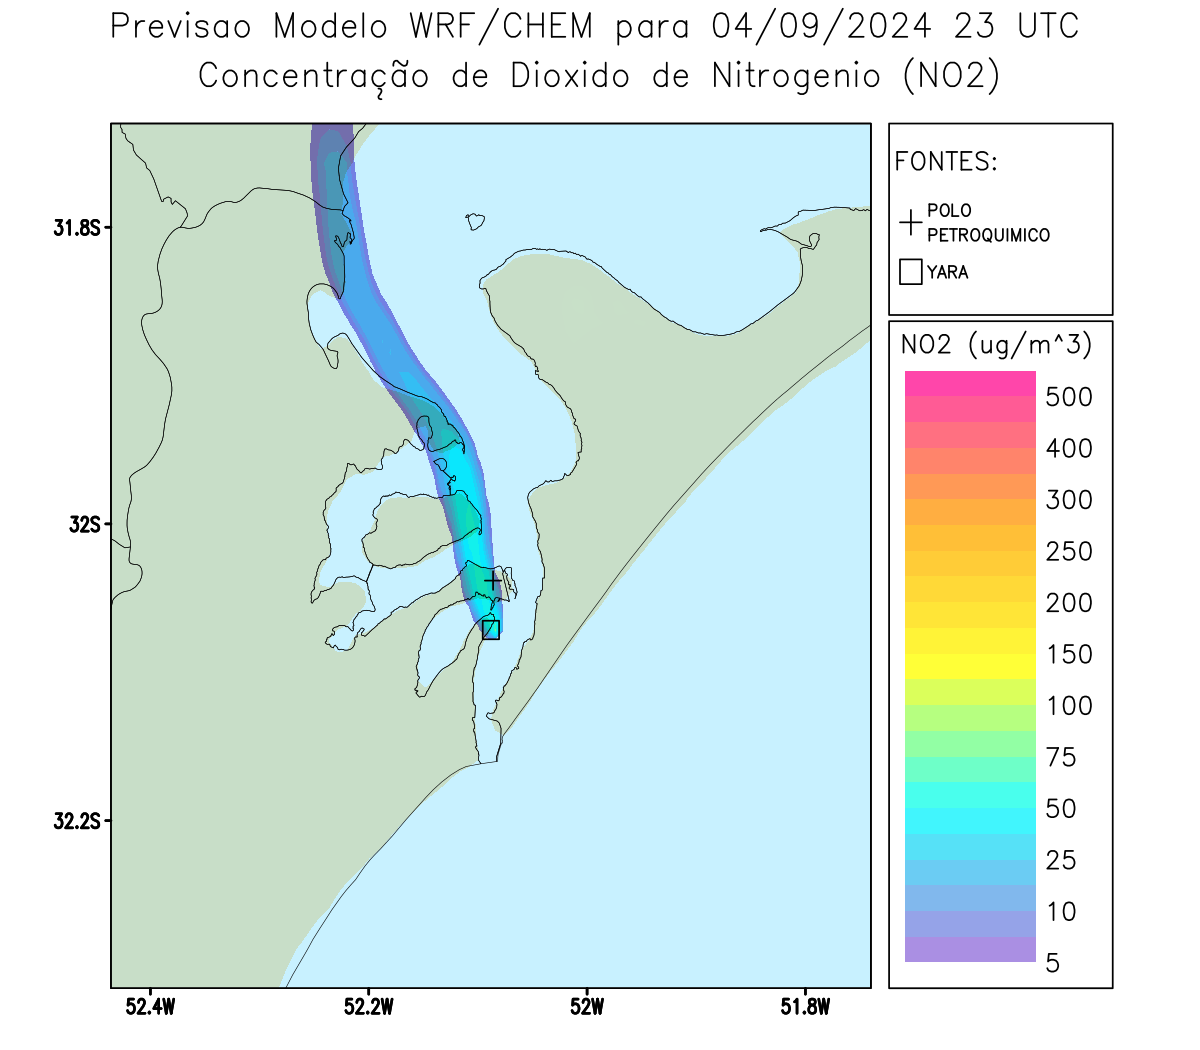 Previsao Modelo WRF/CHEM para 04/09/2024 23 UTC
Concentração de Dioxido de Nitrogenio (NO2)
FONTES:
POLO
PETROQUIMICO
YARA
31.8S
32S
32.2S
52.4W
52.2W
52W
51.8W
NO2 (ug/m^3)
500
400
300
250
200
150
100
75
50
25
10
5